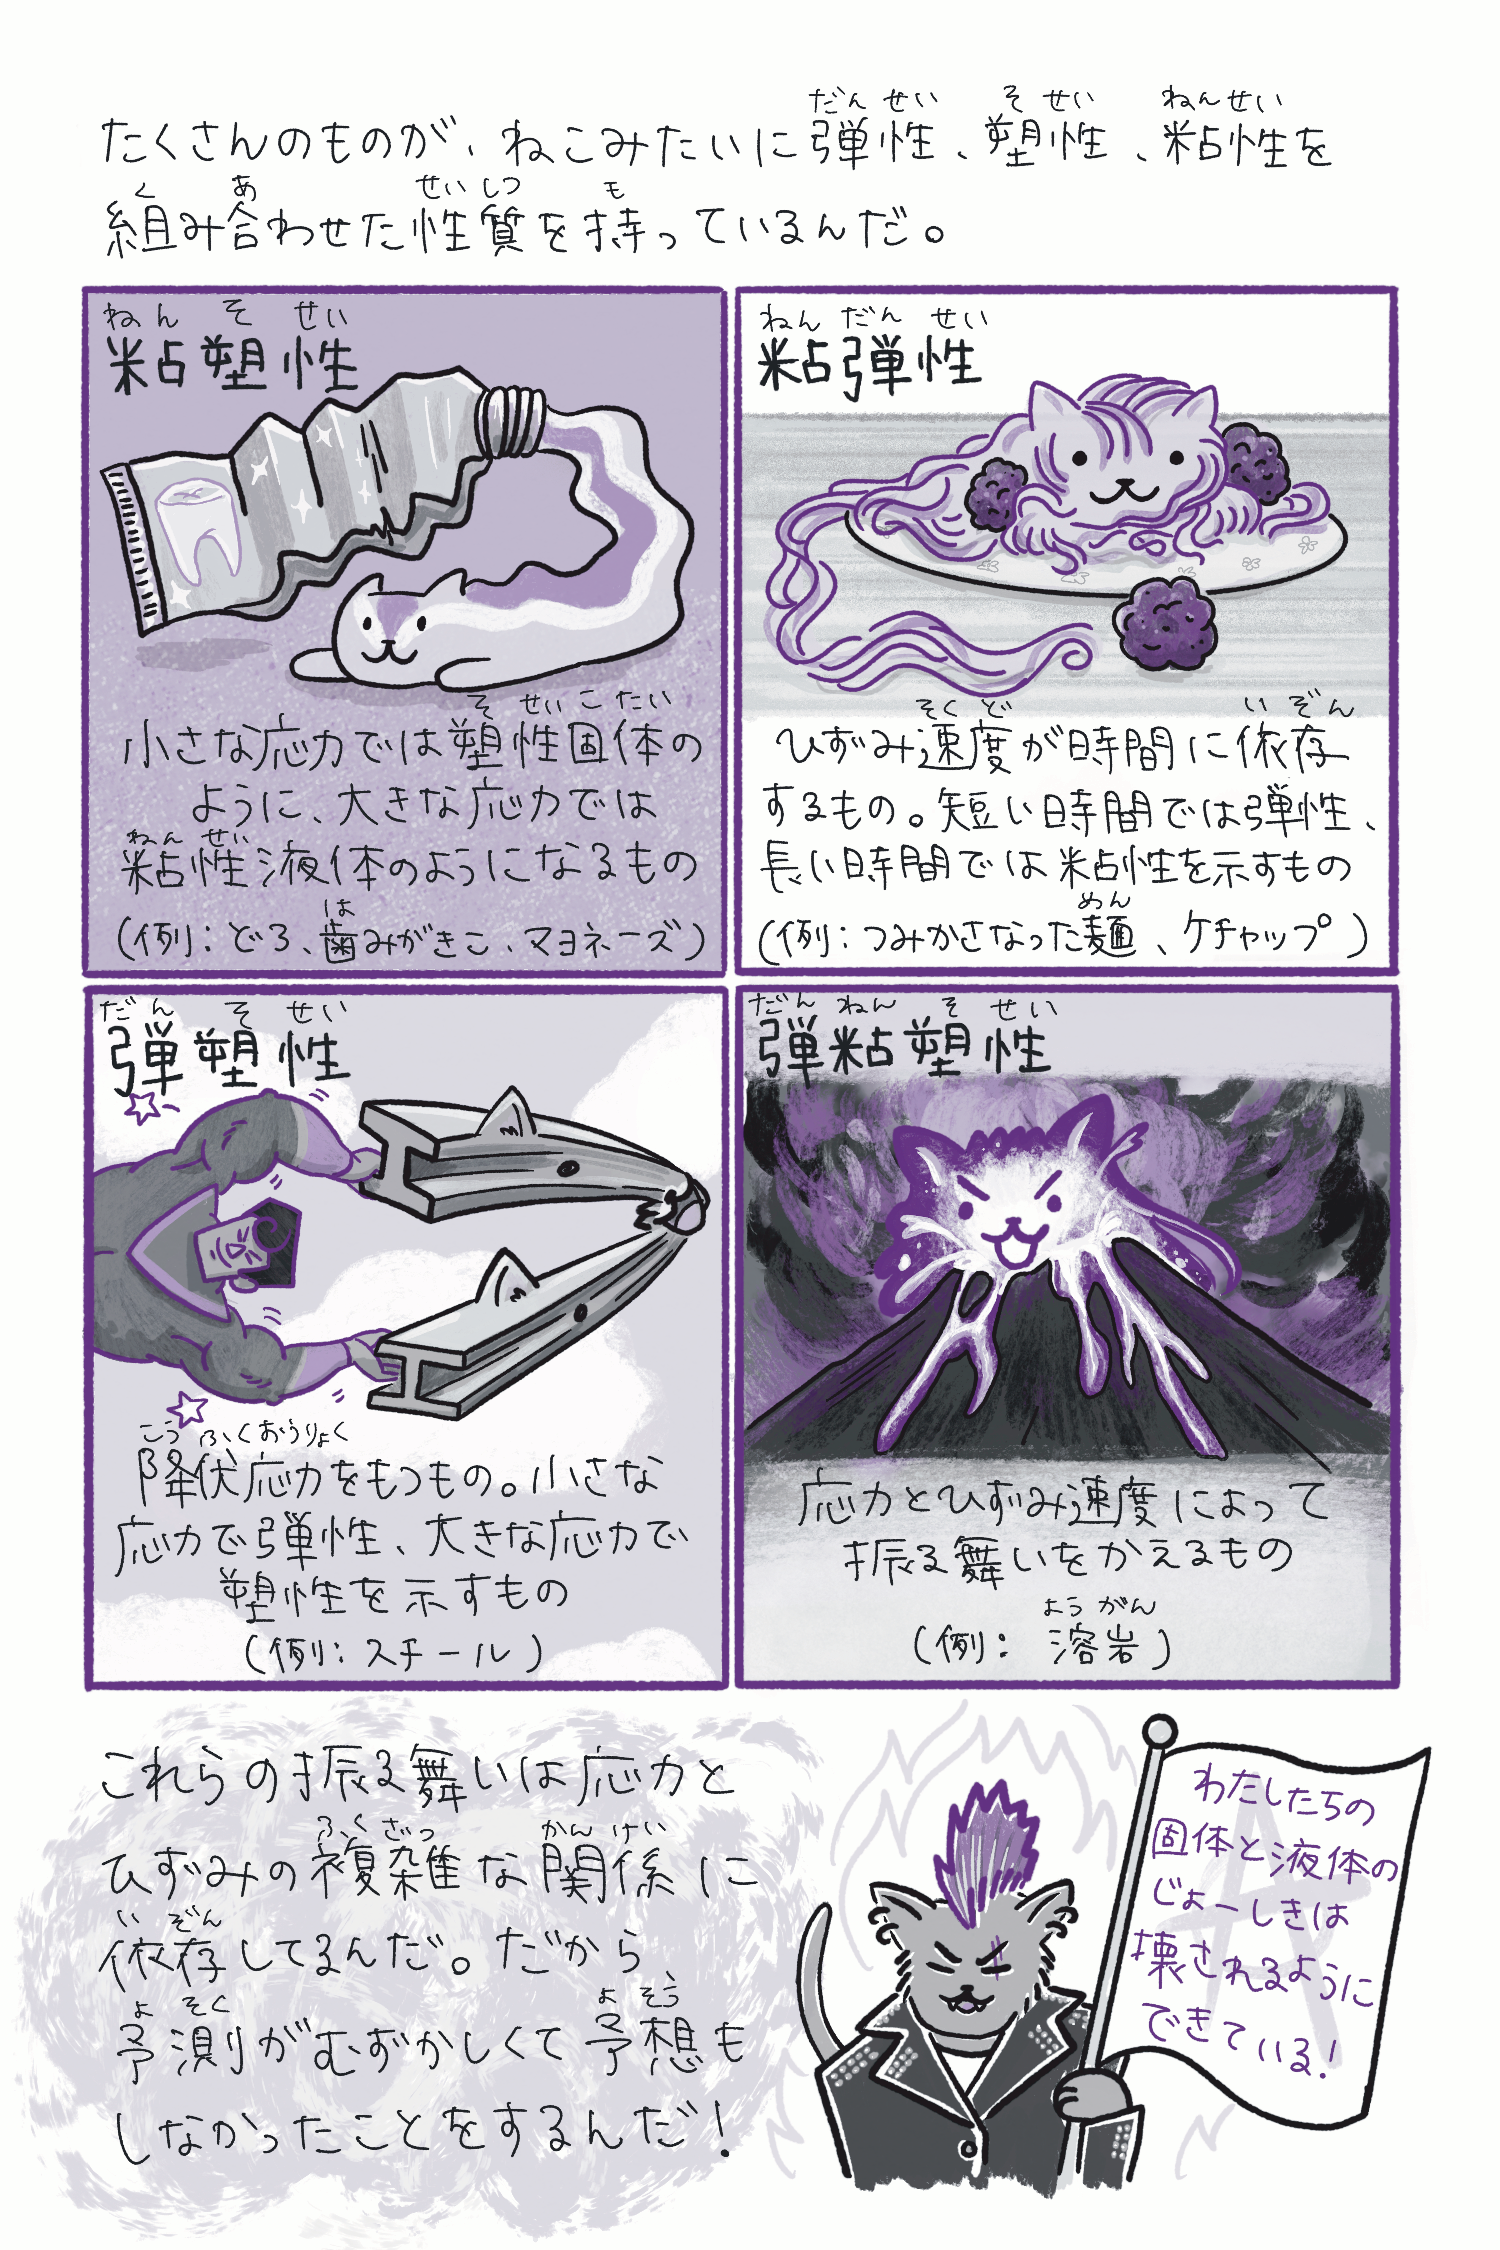 たくさんのものが、ねこみたいに弾性、塑性、粘性を
組み合わせた性質を持っているんだ。
粘塑性
小さな応力では塑性固体の
ように、大きな応力では
粘性液体のようになるもの
(例：どろ、歯みがきこ、マヨネーズ)
粘弾性
ひずみ速度が時間に依存
するもの。短い時間では弾性、
長い時間では粘性を示すもの
(例：つみかさなった麺、ケチャップ)
弾塑性
降伏応力をもつもの。小さな
応力で弾性、大きな応力で
塑性を示すもの
(例：スチール)
弾粘塑性
応力とひずみ速度によって
振る舞いをかえるもの
(例：溶岩)
これらの振る舞いは応力と
ひずみの複雑な関係に
依存してるんだ。だから、
予測がむずかしくて予想も
しなかったことをするんだ！
わたしたちの
固体と液体の
じょーしきは
壊されるように
できている！